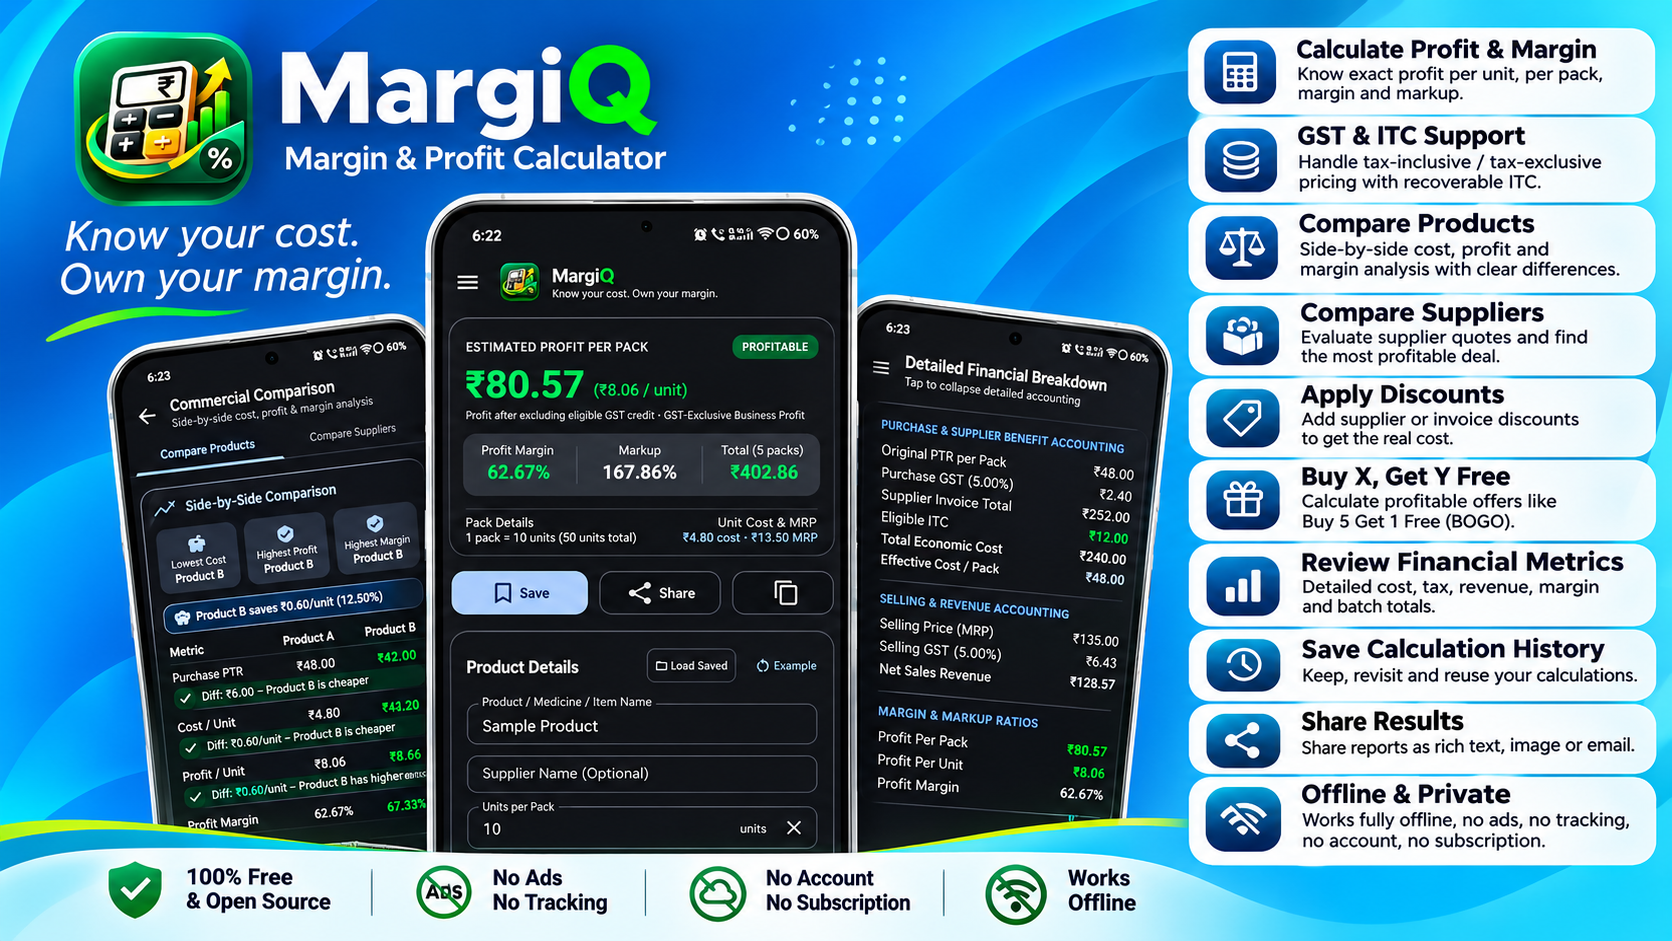 MargiQ
Margin & Profit Calculator
Know your cost.
Own your margin.
₹
%
6:23
60%
Commercial Comparison
Side-by-side cost, profit & margin analysis
Compare Products
Compare Suppliers
Side-by-Side Comparison
Lowest Cost
Product B
Highest Profit
Product B
Highest Margin
Product B
Product B saves ₹0.60/unit (12.50%)
Metric Product A Product B
Purchase PTR ₹48.00 ₹42.00
Diff: ₹6.00 – Product B is cheaper
Cost / Unit ₹4.80
Diff: ₹0.60/unit – Product B is cheaper
Profit / Unit ₹8.06 ₹8.66
Diff: ₹0.60/unit – Product B has higher
Profit Margin 62.67% 67.33%
6:22
60%
MargiQ
Know your cost. Own your margin.
ESTIMATED PROFIT PER PACK
PROFITABLE
₹80.57 (₹8.06 / unit)
Profit after excluding eligible GST credit · GST-Exclusive Business Profit
Profit Margin
62.67%
Markup
167.86%
Total (5 packs)
₹402.86
Pack Details
1 pack = 10 units (50 units total)
Unit Cost & MRP
₹4.80 cost · ₹13.50 MRP
Save
Share
Product Details
Load Saved
Example
Product / Medicine / Item Name
Sample Product
Supplier Name (Optional)
Units per Pack
10
units
6:23
60%
Detailed Financial Breakdown
Tap to collapse detailed accounting
PURCHASE & SUPPLIER BENEFIT ACCOUNTING
Original PTR per Pack ₹48.00
Purchase GST (5.00%) ₹2.40
Supplier Invoice Total ₹252.00
Eligible ITC ₹12.00
Total Economic Cost ₹240.00
Effective Cost / Pack ₹48.00
SELLING & REVENUE ACCOUNTING
Selling Price (MRP) ₹135.00
Selling GST (5.00%) ₹6.43
Net Sales Revenue ₹128.57
MARGIN & MARKUP RATIOS
Profit Per Pack ₹80.57
Profit Per Unit ₹8.06
Profit Margin 62.67%
Calculate Profit & Margin
Know exact profit per unit, per pack,
margin and markup.
GST & ITC Support
Handle tax-inclusive / tax-exclusive
pricing with recoverable ITC.
Compare Products
Side-by-side cost, profit and
margin analysis with clear differences.
Compare Suppliers
Evaluate supplier quotes and find
the most profitable deal.
Apply Discounts
Add supplier or invoice discounts
to get the real cost.
Buy X, Get Y Free
Calculate profitable offers like
Buy 5 Get 1 Free (BOGO).
Review Financial Metrics
Detailed cost, tax, revenue, margin
and batch totals.
Save Calculation History
Keep, revisit and reuse your calculations.
Share Results
Share reports as rich text, image or email.
Offline & Private
Works fully offline, no ads, no tracking,
no account, no subscription.
100% Free
& Open Source
ADS
No Ads
No Tracking
No Account
No Subscription
Works
Offline